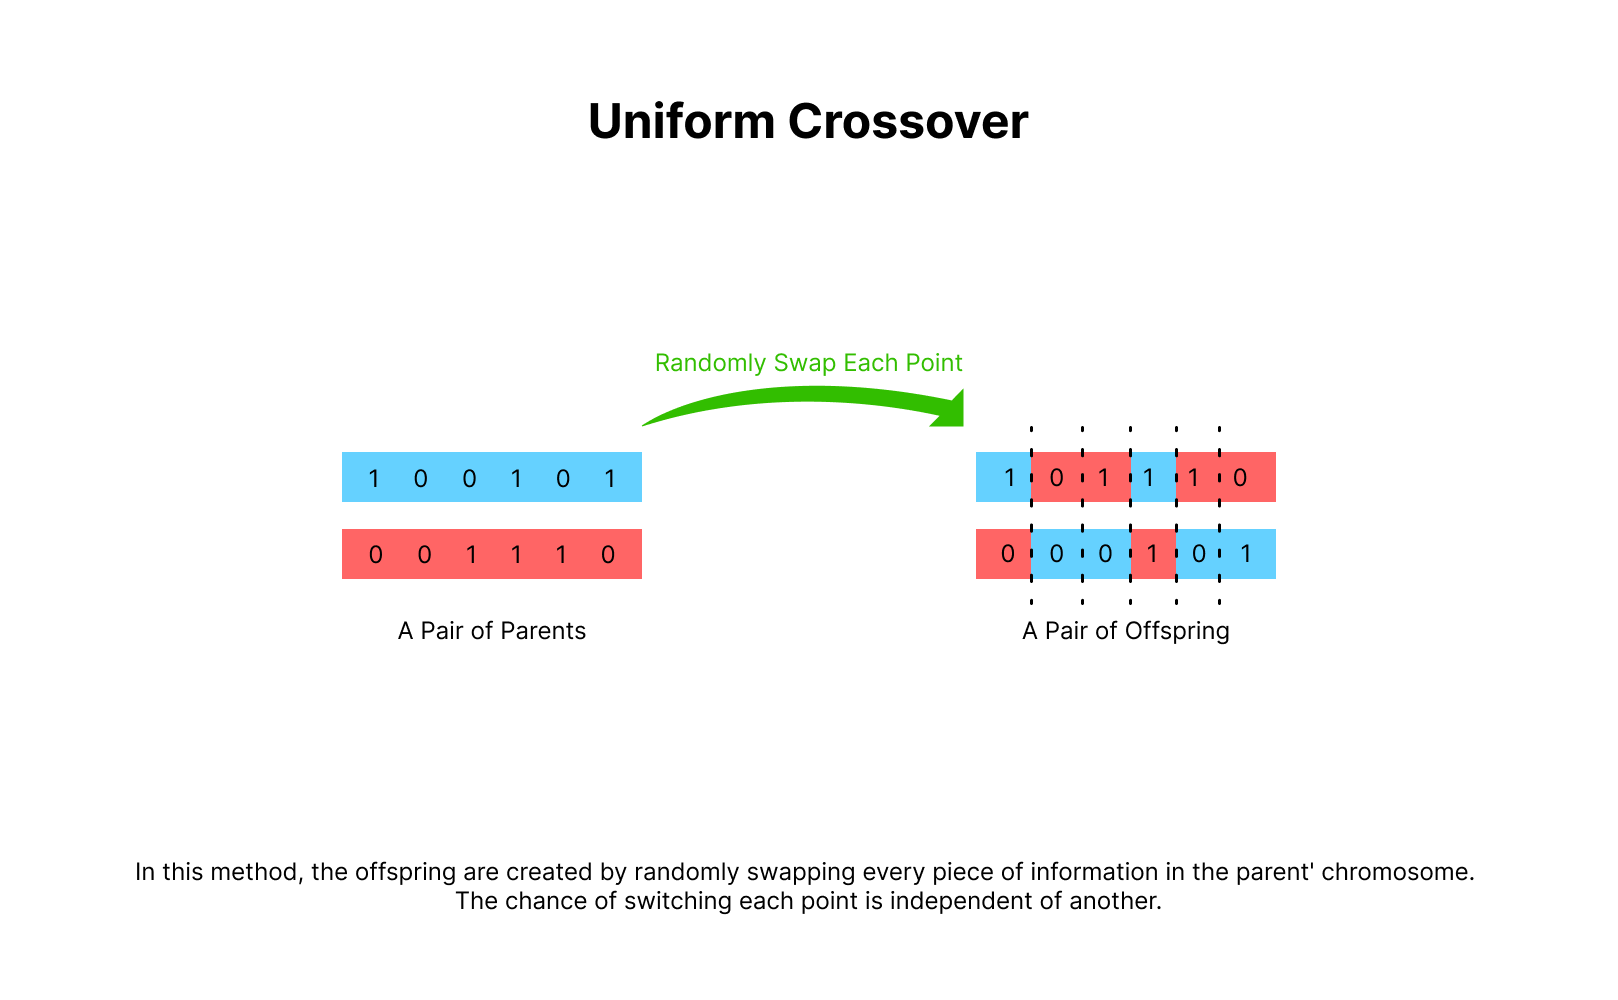 Uniform Crossover
Randomly Swap Each Point
1 0 0 1 0 1
0 0 1 1 1 0
A Pair of Parents
1 0 1 1 1 0
0 0 0 1 0 1
A Pair of Offspring
In this method, the offspring are created by randomly swapping every piece of information in the parent' chromosome.
The chance of switching each point is independent of another.